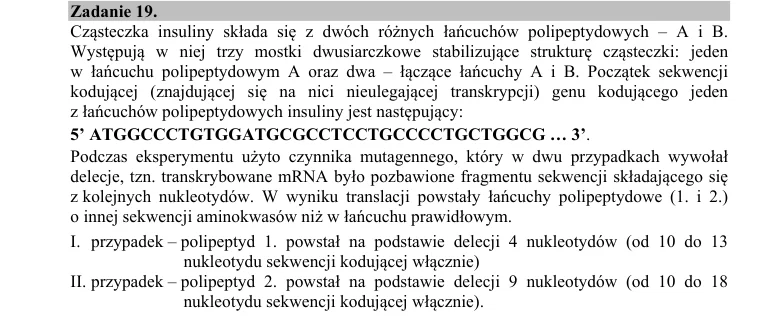 Zadanie 19.
Cząsteczka insuliny składa się z dwóch różnych łańcuchów polipeptydowych – A i B.
Występują w niej trzy mostki dwusiarczkowe stabilizujące strukturę cząsteczki: jeden
w łańcuchu polipeptydowym A oraz dwa – łączące łańcuchy A i B. Początek sekwencji
kodującej (znajdującej się na nici nieulegającej transkrypcji) genu kodującego jeden
z łańcuchów polipeptydowych insuliny jest następujący:
5’ ATGGCCCTGTGGATGCGCCTCCTGCCCCTGCTGGCG ... 3’.
Podczas eksperymentu użyto czynnika mutagennego, który w dwu przypadkach wywołał
delecje, tzn. transkrybowane mRNA było pozbawione fragmentu sekwencji składającego się
z kolejnych nukleotydów. W wyniku translacji powstały łańcuchy polipeptydowe (1. i 2.)
o innej sekwencji aminokwasów niż w łańcuchu prawidłowym.
I. przypadek – polipeptyd 1. powstał na podstawie delecji 4 nukleotydów (od 10 do 13
nukleotydu sekwencji kodującej włącznie)
II. przypadek – polipeptyd 2. powstał na podstawie delecji 9 nukleotydów (od 10 do 18
nukleotydu sekwencji kodującej włącznie).